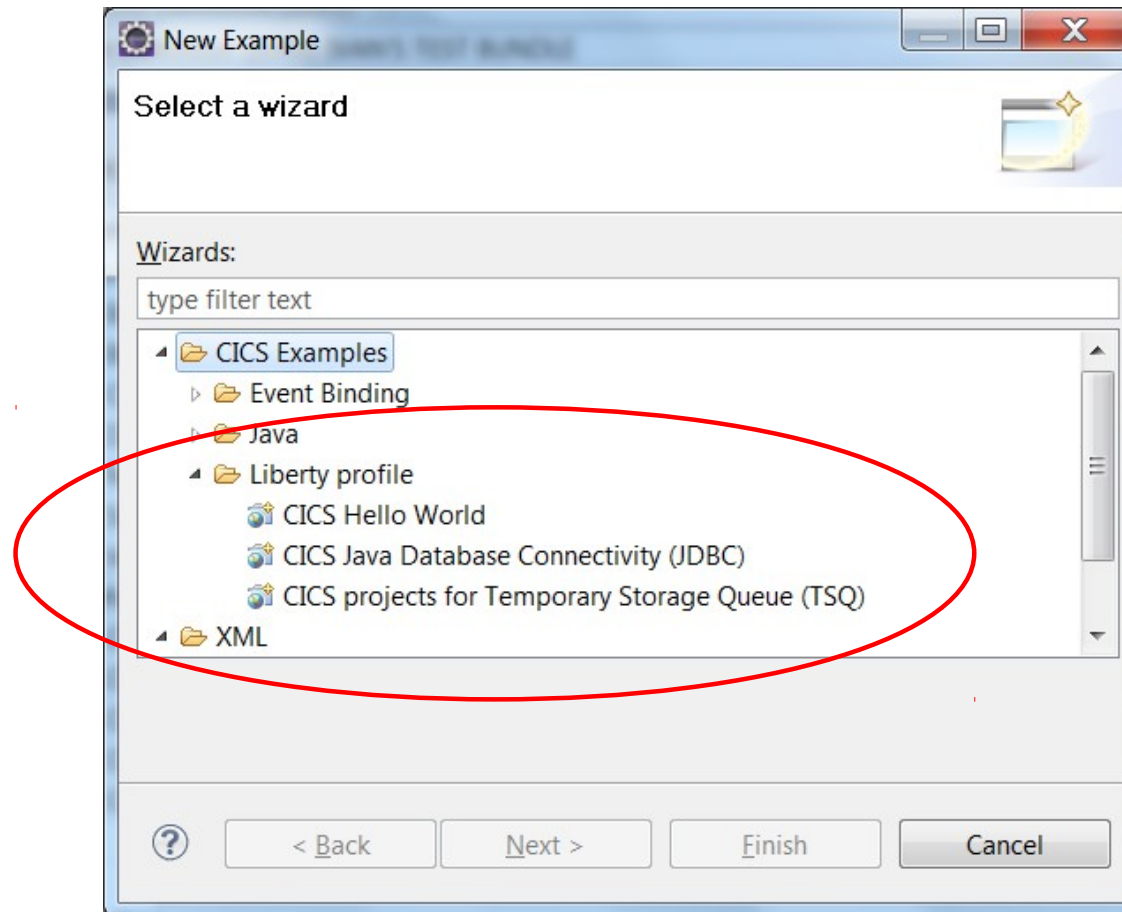 New Example
Select a wizard
Wizards:
type filter text
CICS Examples
Event Binding
Java
Liberty profile
CICS Hello World
CICS Java Database Connectivity (JDBC)
CICS projects for Temporary Storage Queue (TSQ)
XML
? < Back Next > Finish Cancel